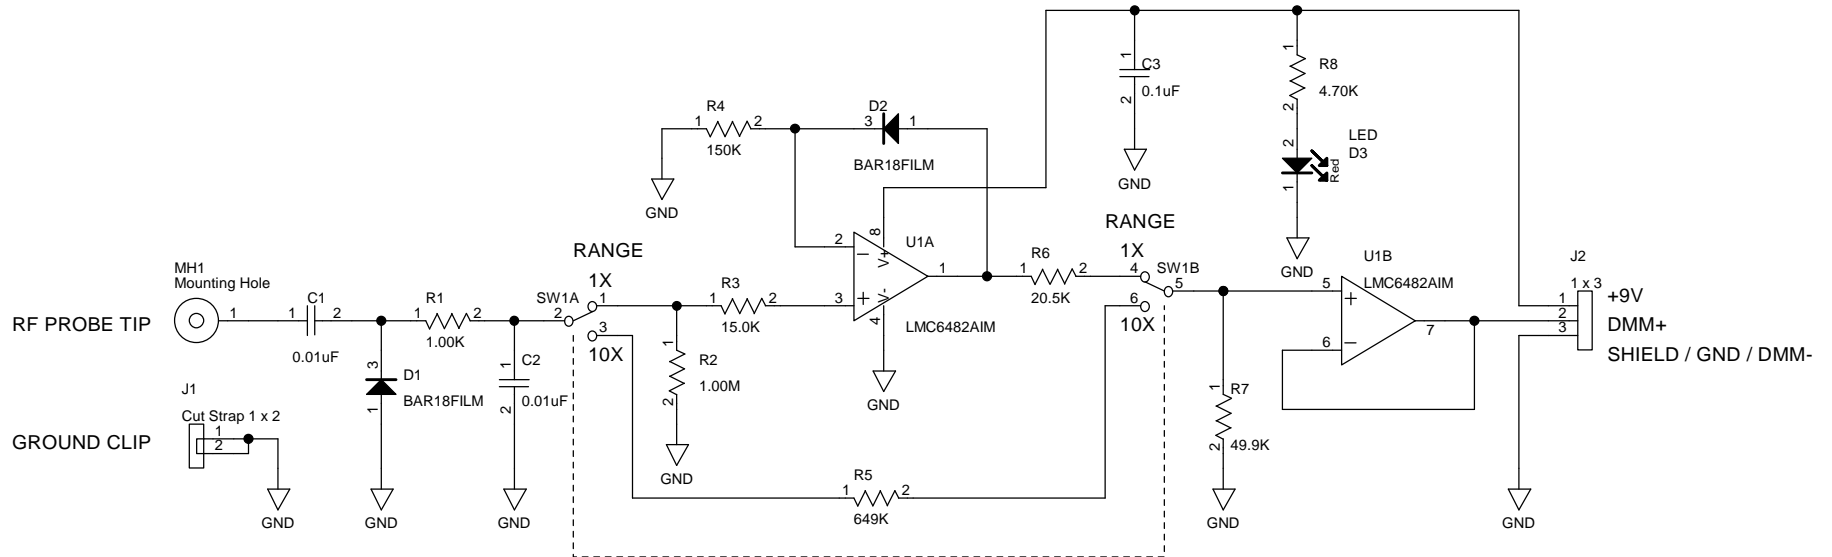 C3
0.1uF
1
2
GND
R8
4.70K
1
2
LED
D3
Red
2
1
GND
R4
150K
1
2
GND
D2
BAR18FILM
3
1
RANGE
1X
10X
SW1A
2
1
3
R3
15.0K
1
2
U1A
LMC6482AIM
2
3
8
V+
V-
4
1
GND
R6
20.5K
1
2
RANGE
1X
10X
SW1B
4
5
6
U1B
LMC6482AIM
5
6
7
J2
1 x 3
1
2
3
+9V
DMM+
SHIELD / GND / DMM-
GND
RF PROBE TIP
MH1
Mounting Hole
1
C1
0.01uF
1
2
R1
1.00K
1
2
D1
BAR18FILM
3
1
GND
C2
0.01uF
1
2
GND
R2
1.00M
1
2
GND
R7
49.9K
1
2
GND
J1
Cut Strap 1 x 2
1
2
GROUND CLIP
GND
R5
649K
1
2